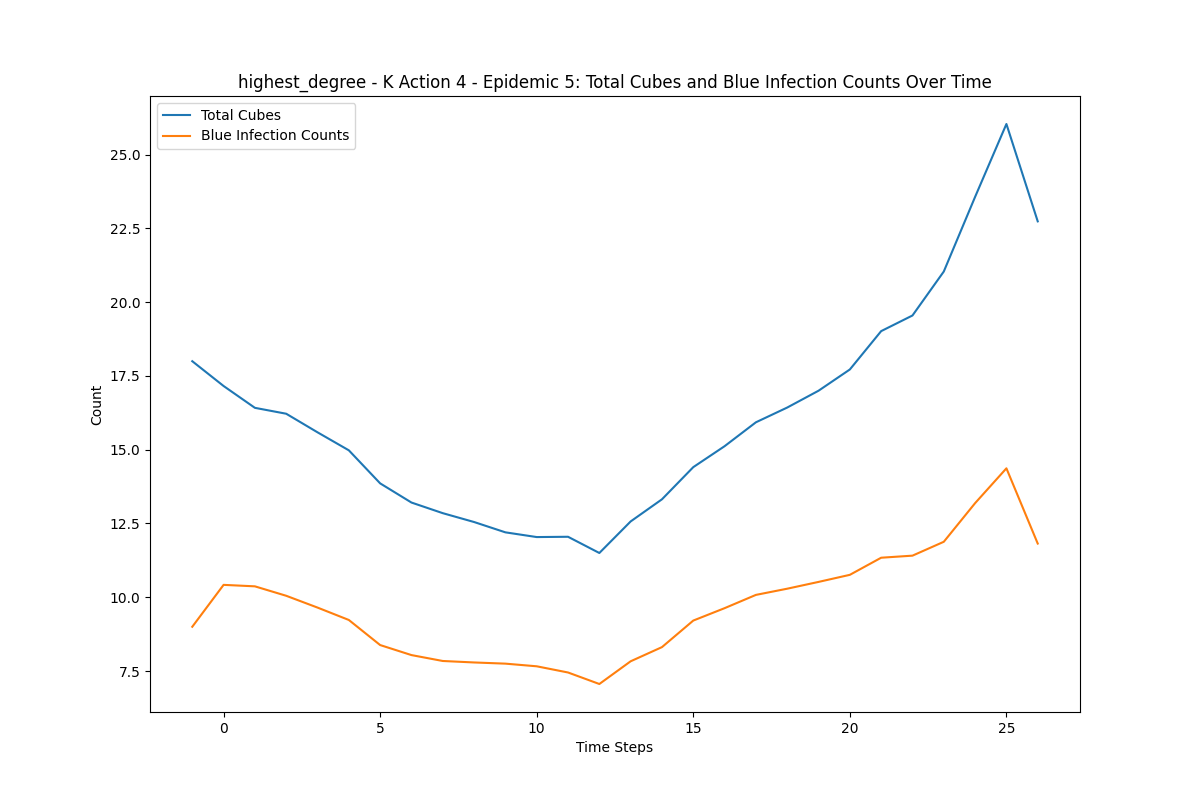 highest_degree - K Action 4 - Epidemic 5: Total Cubes and Blue Infection Counts Over Time
Total Cubes
Blue Infection Counts
25.0
22.5
20.0
17.5
15.0
12.5
10.0
7.5
Count
0 5 10 15 20 25
Time Steps